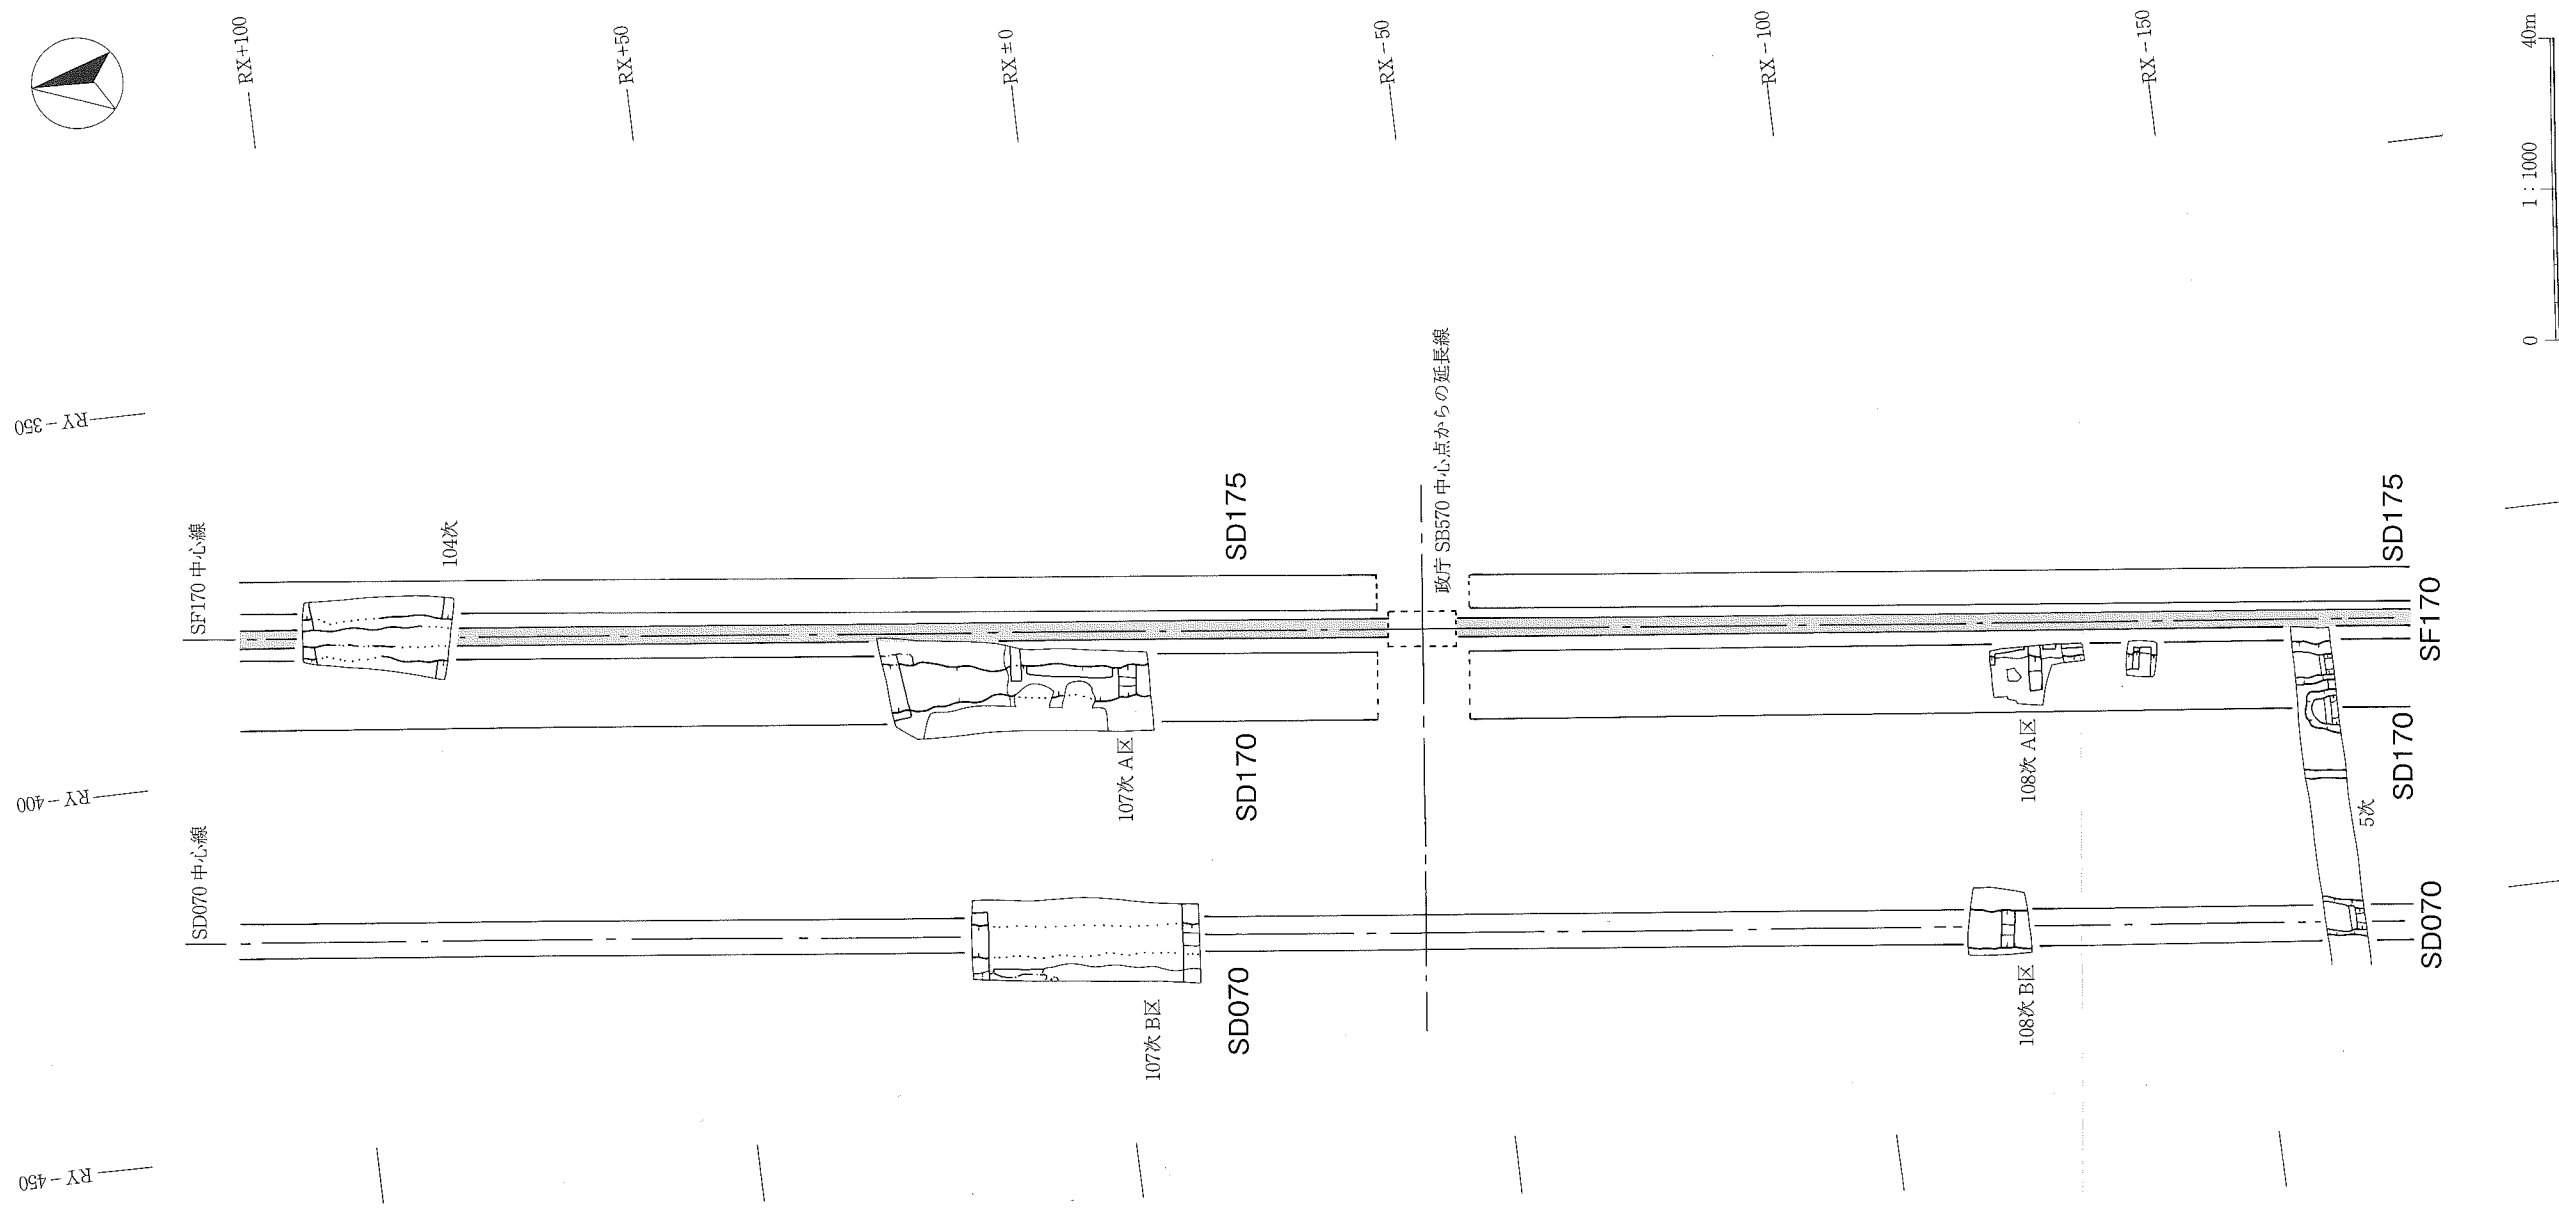 RX+100
RX+50
RX±0
RX−50
RX−100
RX−150
40m
1 : 1000
0
RY−350
RY−400
RY−450
SF170 中心線
104次
SD175
政庁 SB570 中心点からの延長線
SD175
SF170
SD070 中心線
107次 A区
SD170
108次 A区
SD170
5次
107次 B区
SD070
108次 B区
SD070